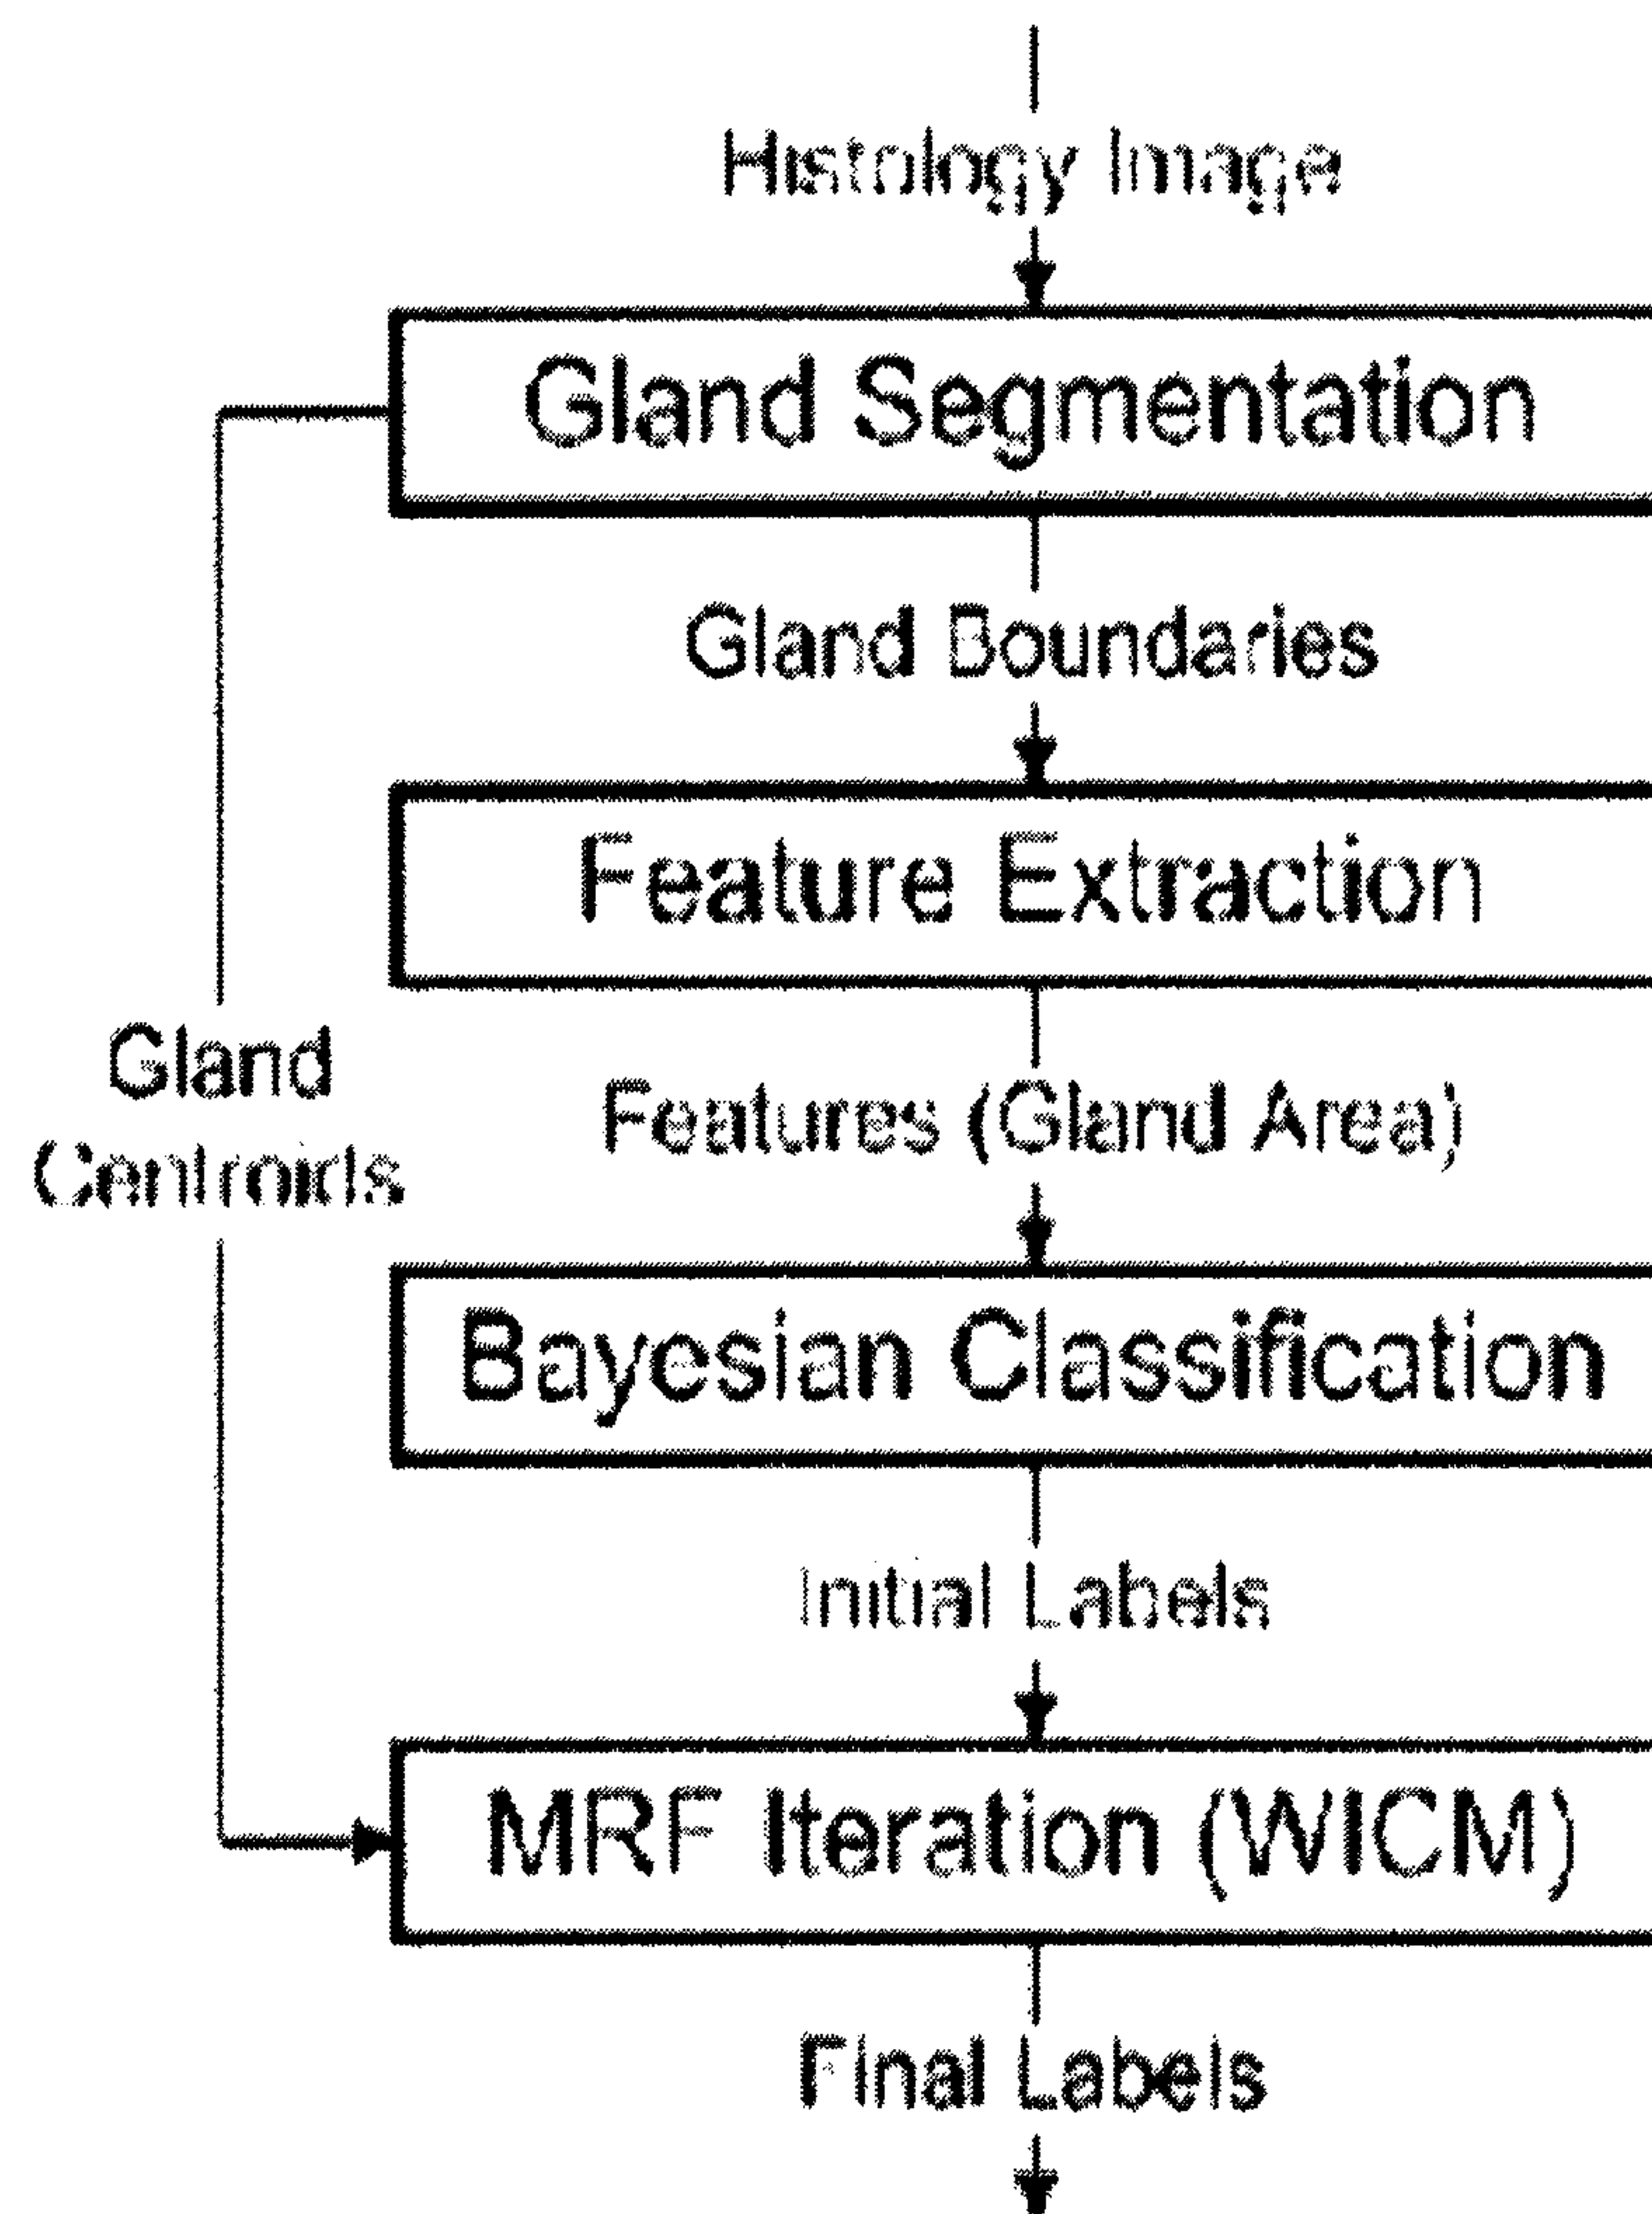 Histology Image
Gland Segmentation
Gland Boundaries
Feature Extraction
Gland
Centroids
Features (Gland Area)
Bayesian Classification
Initial Labels
MRF Iteration (WICM)
Final Labels